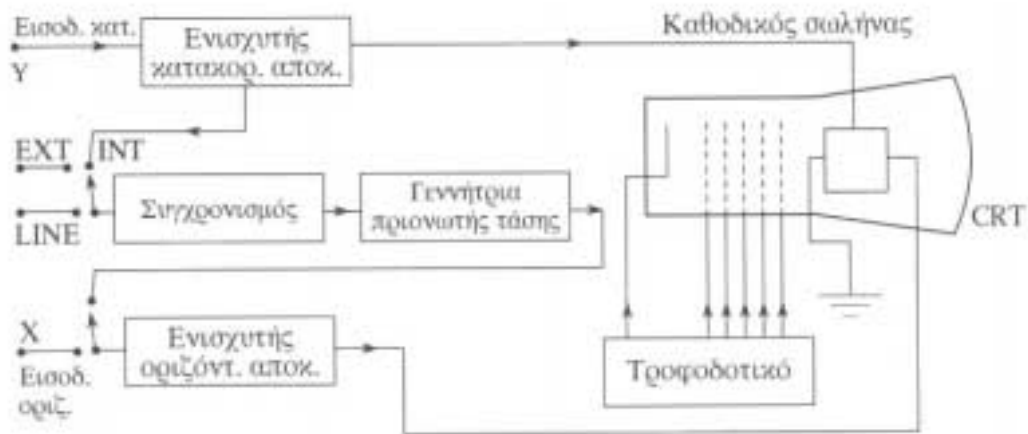 Εισοδ. κατ.
Υ
Ενισχυτής
κατακορ. αποκ.
Καθοδικός σωλήνας
EXT
INT
LINE
Συγχρονισμός
Γεννήτρια
πριονωτής τάσης
CRT
X
Εισοδ.
οριζ.
Ενισχυτής
οριζόντ. αποκ.
Τροφοδοτικό